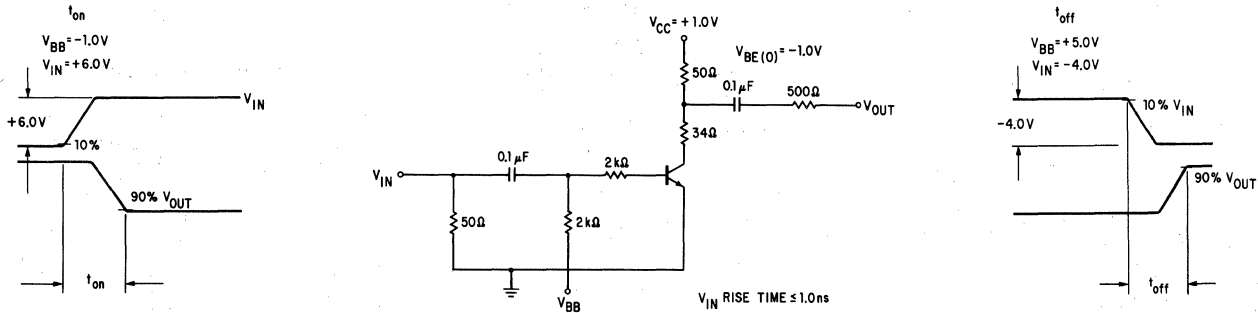 t_on
V_BB = -1.0V
V_IN = +6.0V
V_IN
+6.0V
10%
90% V_OUT
t_on
V_CC = +1.0V
V_BE(0) = -1.0V
50Ω
0.1µF
500Ω
V_OUT
34Ω
V_IN
0.1µF
2kΩ
50Ω
2kΩ
V_BB
V_IN RISE TIME ≤ 1.0ns
t_off
V_BB = +5.0V
V_IN = -4.0V
10% V_IN
-4.0V
90% V_OUT
t_off